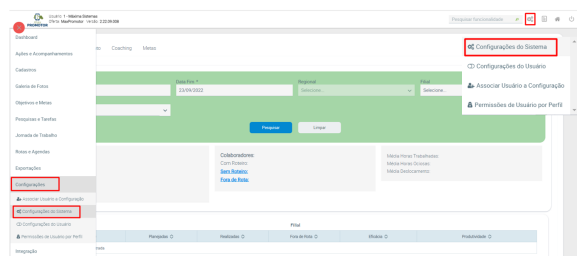 Usuário: 1 - Máxima Sistemas
Oferta: MaxPromotor Versão: 3.22.09.008
PROMOTOR
Pesquisar funcionalidade
Dashboard
Ações e Acompanhamentos
Cadastros
Galeria de Fotos
Objetivos e Metas
Pesquisas e Tarefas
Jornada de Trabalho
Rotas e Agendas
Exportações
Configurações
Associar Usuário a Configuração
Configurações do Sistema
Configurações do Usuário
Permissões de Usuário por Perfil
Integração
Coaching Metas
Data Fim *
23/09/2022
Regional
Selecione...
Filial
Selecione...
Pesquisar
Limpar
Configurações do Sistema
Configurações do Usuário
Associar Usuário a Configuração
Permissões de Usuário por Perfil
Colaboradores:
Com Roteiro:
Sem Roteiro:
Fora de Rota:
Média Horas Trabalhadas:
Média Horas Ociosas:
Média Deslocamento:
Filial
Planejadas
Realizadas
Fora de Rota
Eficácia
Produtividade